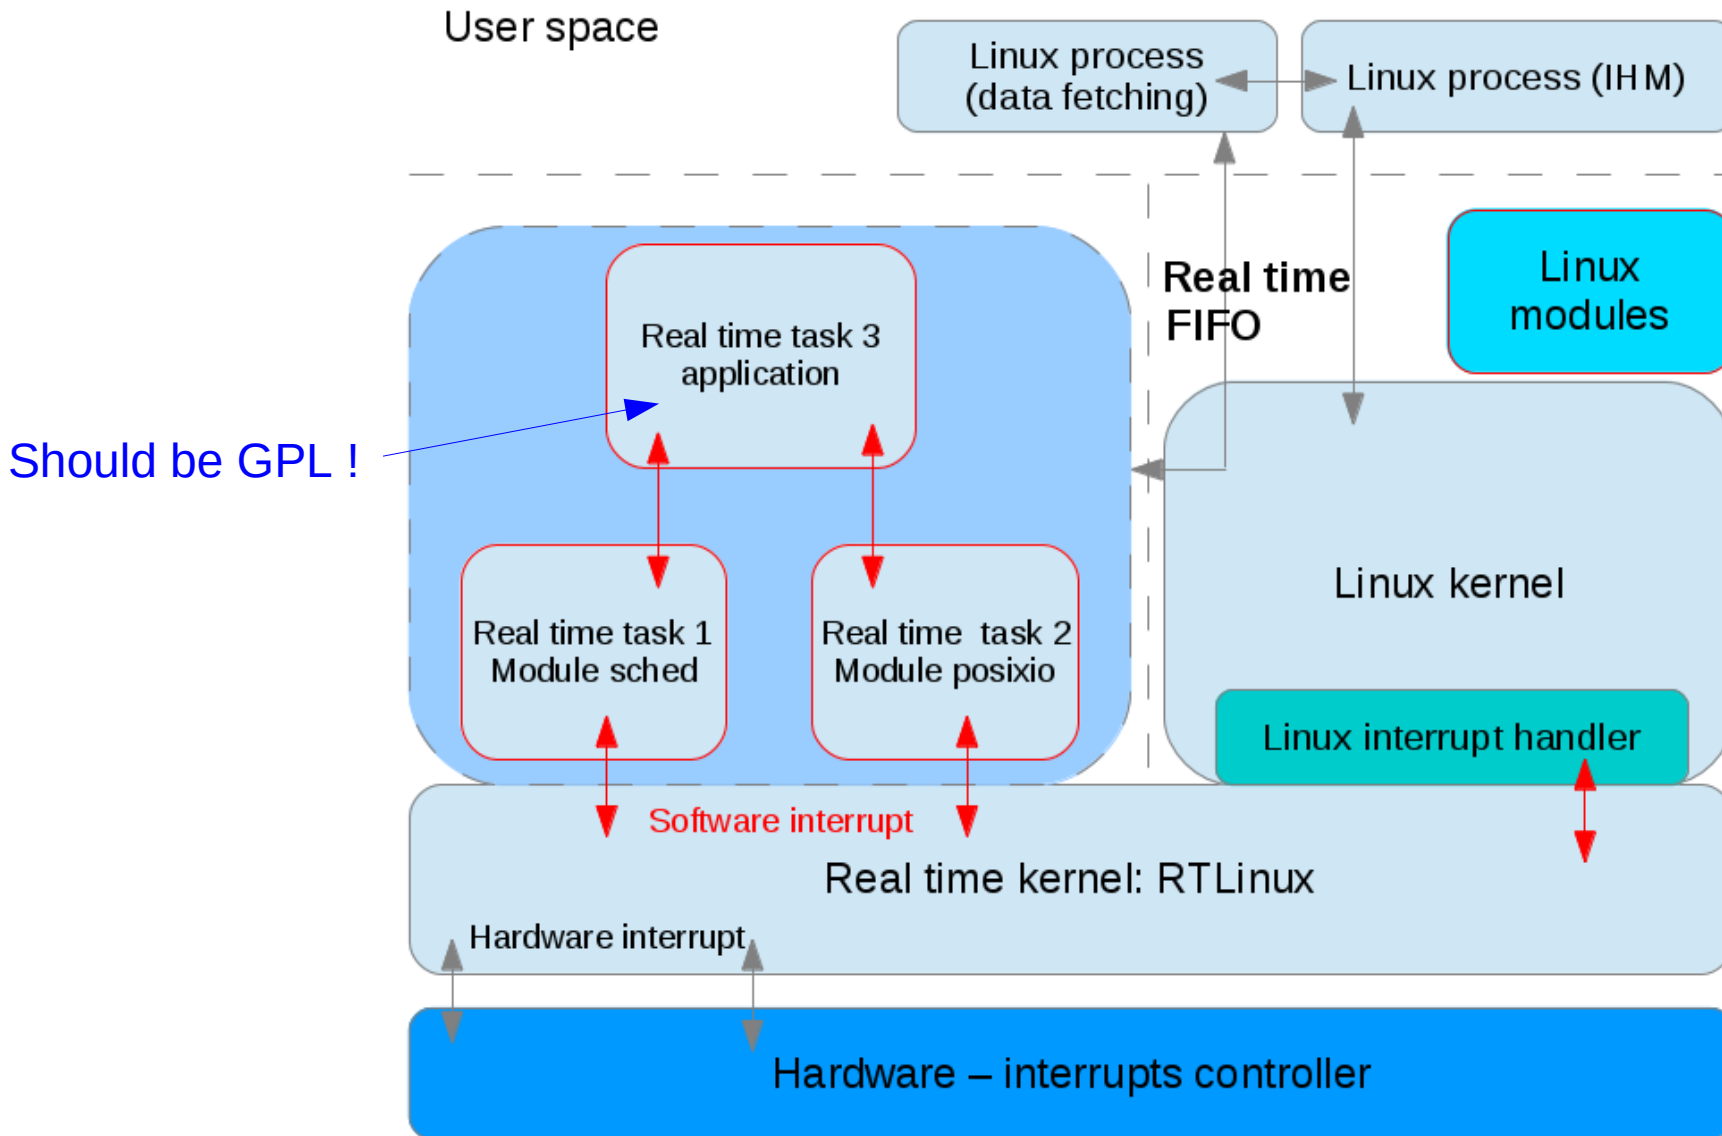 User space
Linux process
(data fetching)
Linux process (IHM)
Real time
FIFO
Linux
modules
Real time task 3
application
Should be GPL !
Real time task 1
Module sched
Real time  task 2
Module posixio
Linux kernel
Linux interrupt handler
Software interrupt
Real time kernel: RTLinux
Hardware interrupt
Hardware – interrupts controller